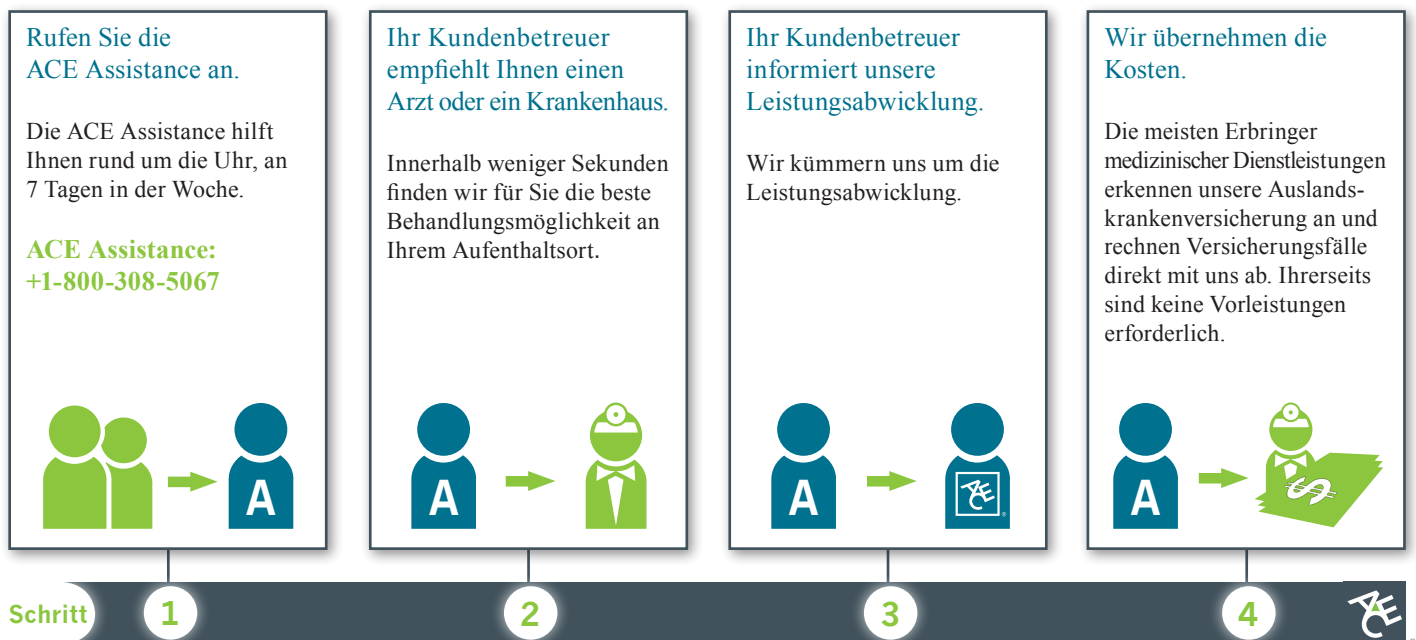 Rufen Sie die
ACE Assistance an.
Die ACE Assistance hilft
Ihnen rund um die Uhr, an
7 Tagen in der Woche.
ACE Assistance:
+1-800-308-5067
A
Ihr Kundenbetreuer
empfiehlt Ihnen einen
Arzt oder ein Krankenhaus.
Innerhalb weniger Sekunden
finden wir für Sie die beste
Behandlungsmöglichkeit an
Ihrem Aufenthaltsort.
A
Ihr Kundenbetreuer
informiert unsere
Leistungsabwicklung.
Wir kümmern uns um die
Leistungsabwicklung.
A
ACE
®
Wir übernehmen die
Kosten.
Die meisten Erbringer
medizinischer Dienstleistungen
erkennen unsere Auslands-
krankenversicherung an und
rechnen Versicherungsfälle
direkt mit uns ab. Ihrerseits
sind keine Vorleistungen
erforderlich.
A
$
Schritt 1 2 3 4
ACE